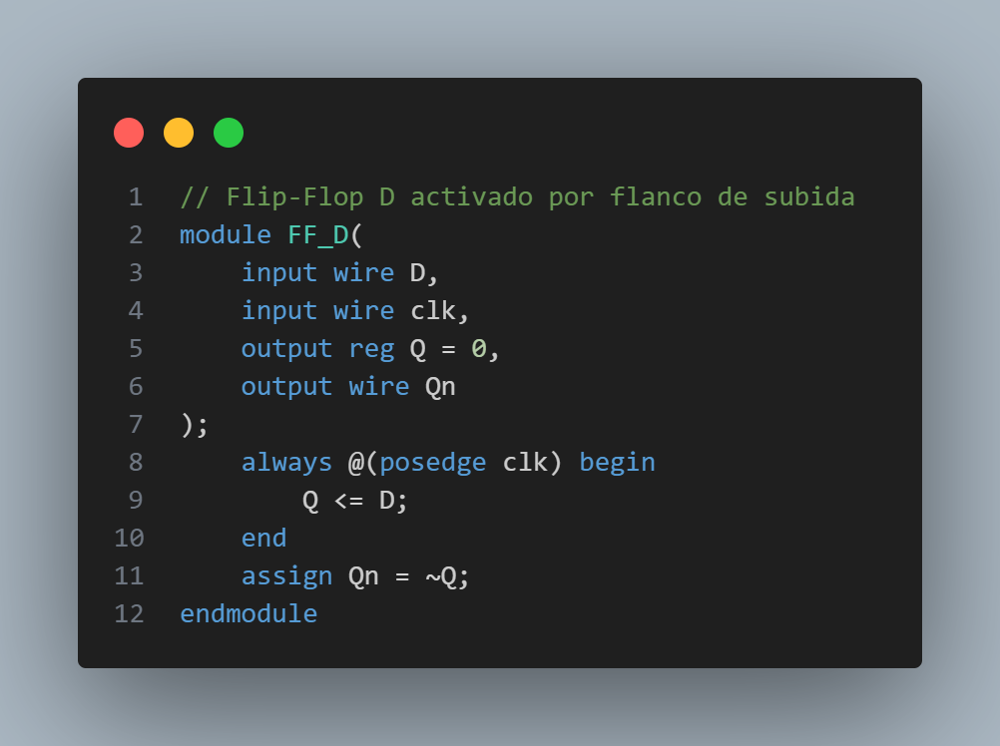 1 // Flip-Flop D activado por flanco de subida
2 module FF_D(
3     input wire D,
4     input wire clk,
5     output reg Q = 0,
6     output wire Qn
7 );
8     always @(posedge clk) begin
9         Q <= D;
10     end
11     assign Qn = ~Q;
12 endmodule